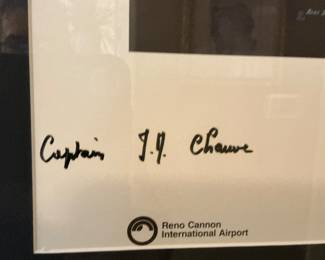 Captain J.Y. Chauve
Reno Cannon
International Airport